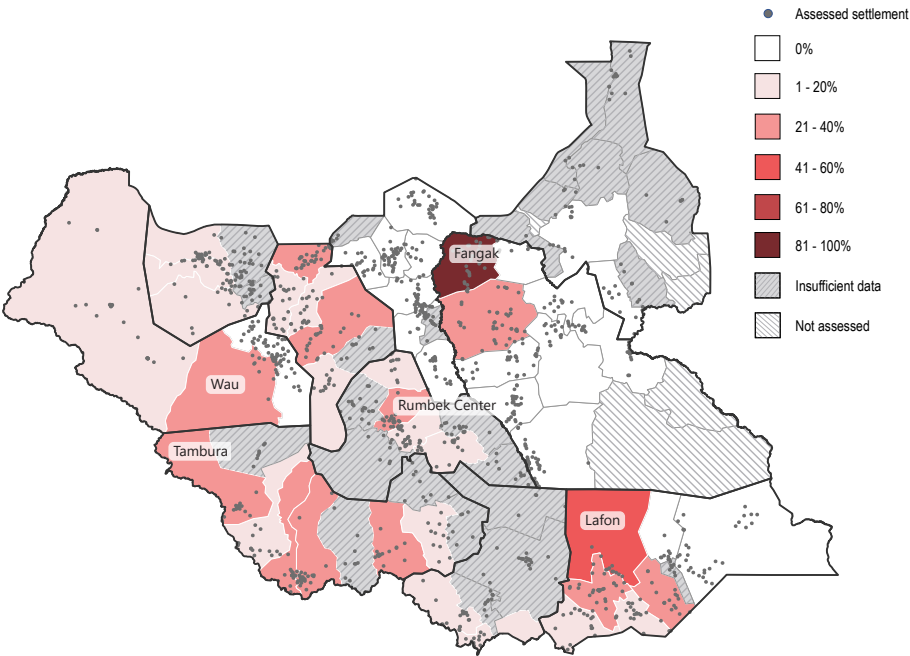 Assessed settlement
0%
1 - 20%
21 - 40%
41 - 60%
61 - 80%
81 - 100%
Insufficient data
Not assessed
Fangak
Wau
Rumbek Center
Tambura
Lafon